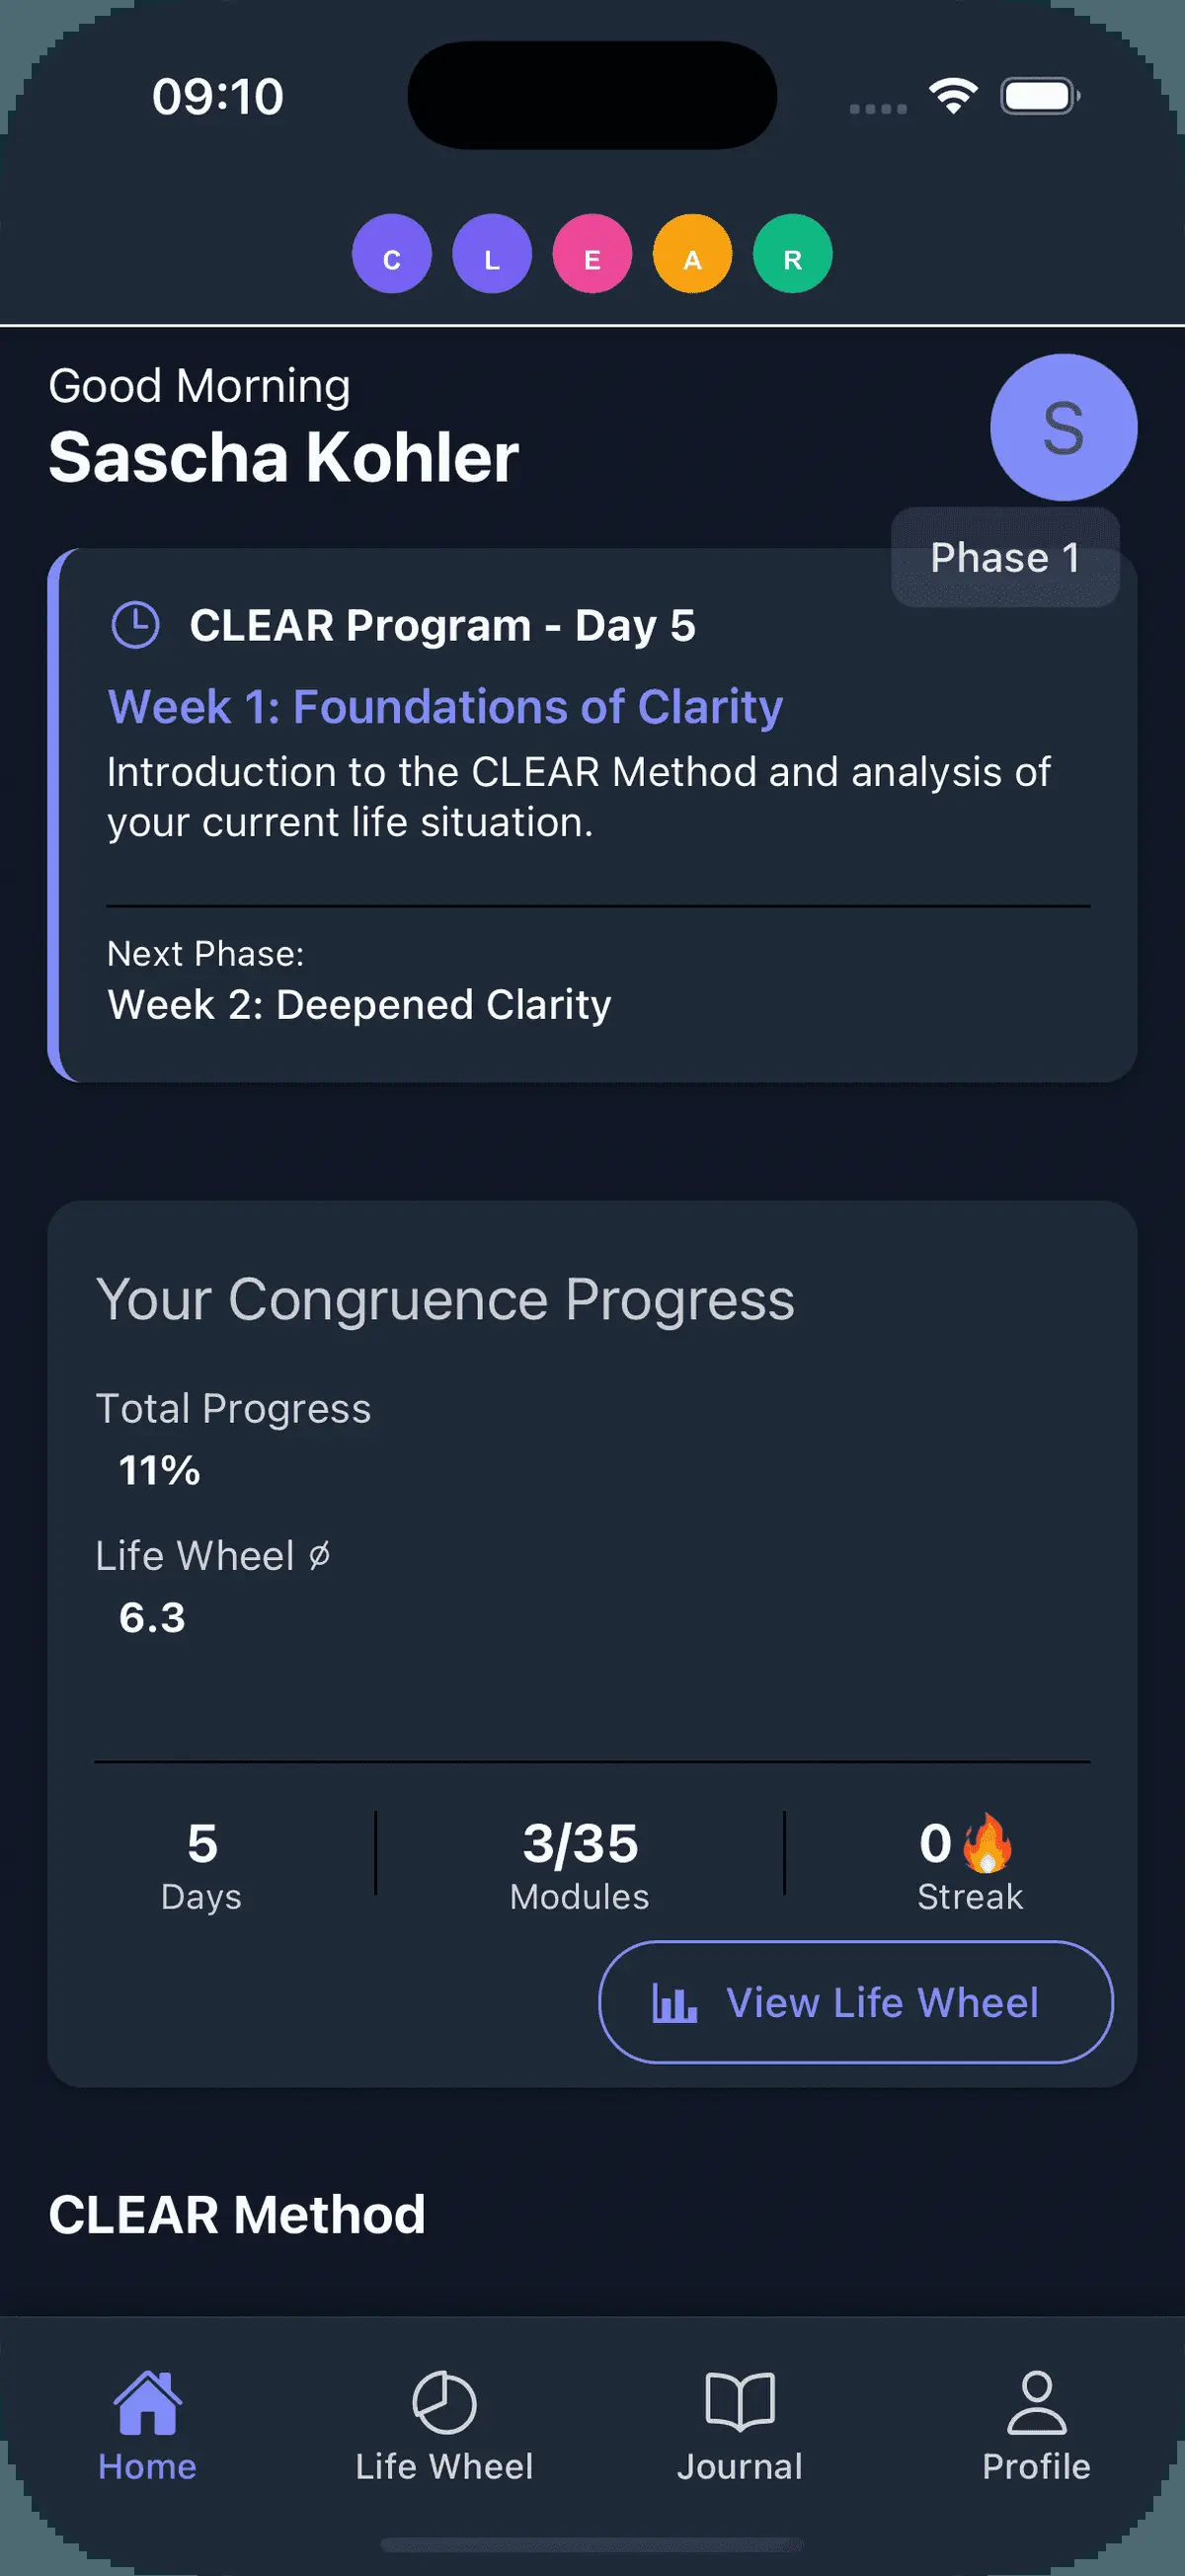 09:10
C L E A R
Good Morning
Sascha Kohler
S
Phase 1
CLEAR Program - Day 5
Week 1: Foundations of Clarity
Introduction to the CLEAR Method and analysis of
your current life situation.
Next Phase:
Week 2: Deepened Clarity
Your Congruence Progress
Total Progress
11%
Life Wheel ∅
6.3
5 3/35 0🔥
Days Modules Streak
View Life Wheel
CLEAR Method
Home Life Wheel Journal Profile